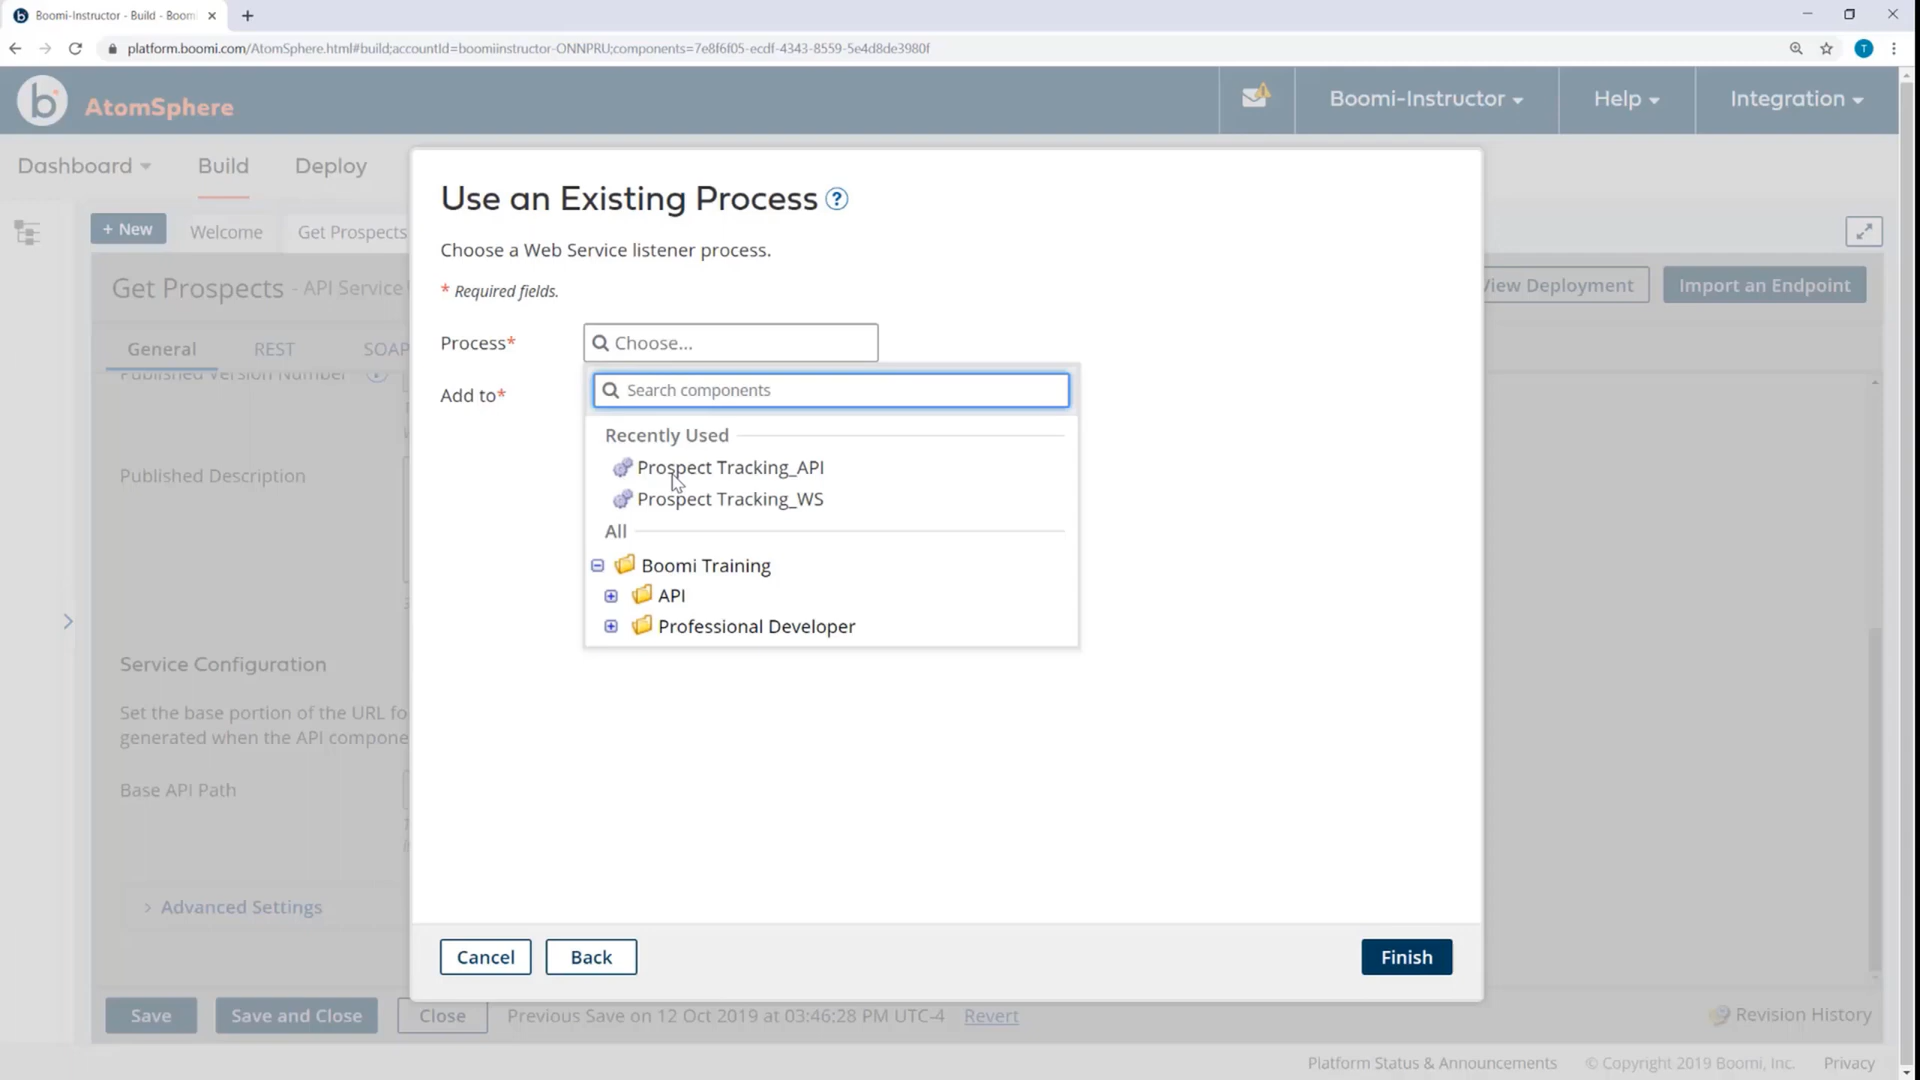 Boomi-Instructor - Build - Boomi
platform.boomi.com/AtomSphere.html#build;accountId=boomiinstructor-ONNPRU;components=7e8f6f05-ecdf-4343-8559-5e4d8de3980f
T
b AtomSphere
Boomi-Instructor
Help
Integration
Dashboard
Build
Deploy
+ New
Welcome
Get Prospects
Get Prospects - API Service
View Deployment
Import an Endpoint
General
REST
SOAP
Published Version Number
Published Description
Service Configuration
Set the base portion of the URL fo
generated when the API compone
Base API Path
> Advanced Settings
Use an Existing Process ?
Choose a Web Service listener process.
* Required fields.
Process*
Choose...
Add to*
Search components
Recently Used
Prospect Tracking_API
Prospect Tracking_WS
All
Boomi Training
API
Professional Developer
Cancel
Back
Finish
Save
Save and Close
Close
Previous Save on 12 Oct 2019 at 03:46:28 PM UTC-4
Revert
Revision History
Platform Status & Announcements
© Copyright 2019 Boomi, Inc.
Privacy